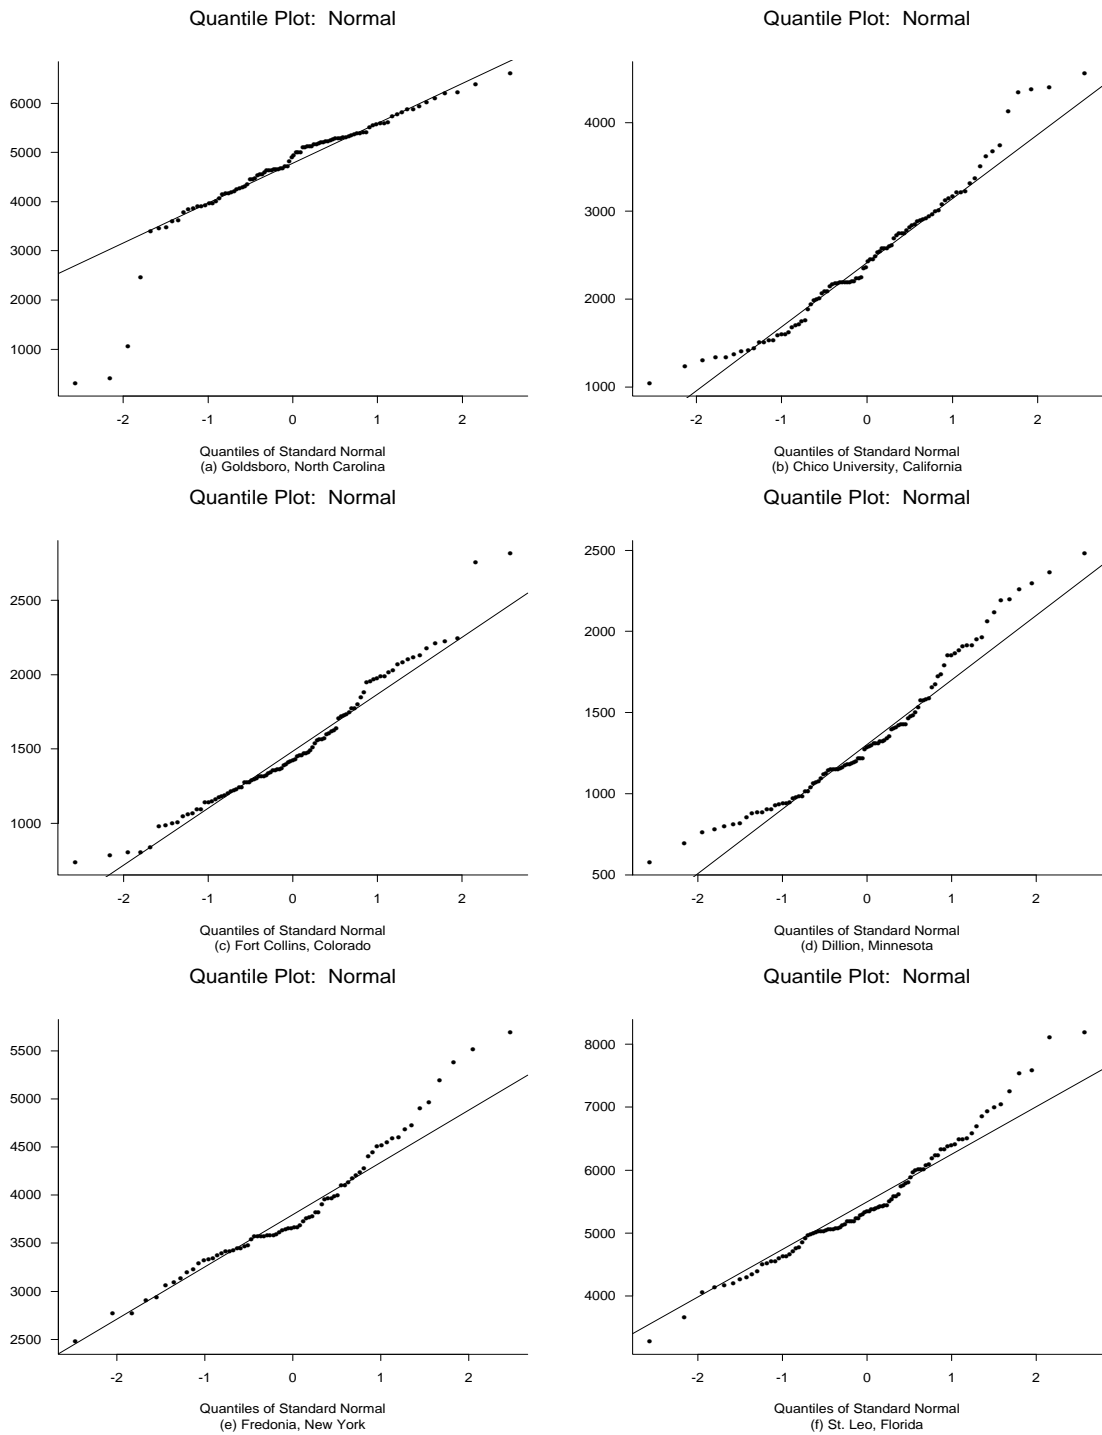 Quantile Plot: Normal
6000
5000
4000
3000
2000
1000
-2 -1 0 1 2
Quantiles of Standard Normal
(a) Goldsboro, North Carolina
Quantile Plot: Normal
4000
3000
2000
1000
-2 -1 0 1 2
Quantiles of Standard Normal
(b) Chico University, California
Quantile Plot: Normal
2500
2000
1500
1000
-2 -1 0 1 2
Quantiles of Standard Normal
(c) Fort Collins, Colorado
Quantile Plot: Normal
2500
2000
1500
1000
500
-2 -1 0 1 2
Quantiles of Standard Normal
(d) Dillion, Minnesota
Quantile Plot: Normal
5500
5000
4500
4000
3500
3000
2500
-2 -1 0 1 2
Quantiles of Standard Normal
(e) Fredonia, New York
Quantile Plot: Normal
8000
7000
6000
5000
4000
-2 -1 0 1 2
Quantiles of Standard Normal
(f) St. Leo, Florida